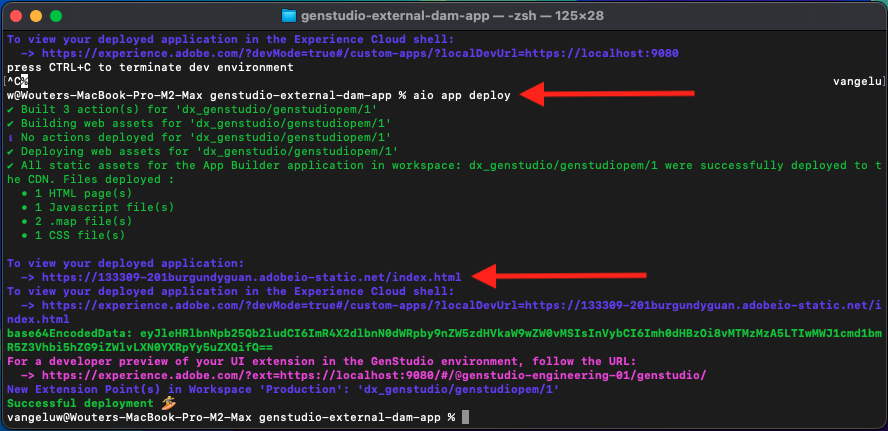 genstudio-external-dam-app — -zsh — 125×28
To view your deployed application in the Experience Cloud shell:
  -> https://experience.adobe.com/?devMode=true#/custom-apps/?localDevUrl=https://localhost:9080
press CTRL+C to terminate dev environment
[^C% vangelu]
w@Wouters-MacBook-Pro-M2-Max genstudio-external-dam-app % aio app deploy
✔ Built 3 action(s) for 'dx_genstudio/genstudiopem/1'
✔ Building web assets for 'dx_genstudio/genstudiopem/1'
ℹ No actions deployed for 'dx_genstudio/genstudiopem/1'
✔ Deploying web assets for 'dx_genstudio/genstudiopem/1'
✔ All static assets for the App Builder application in workspace: dx_genstudio/genstudiopem/1 were successfully deployed to t
he CDN. Files deployed :
  • 1 HTML page(s)
  • 1 Javascript file(s)
  • 2 .map file(s)
  • 1 CSS file(s)
To view your deployed application:
  -> https://133309-201burgundyguan.adobeio-static.net/index.html
To view your deployed application in the Experience Cloud shell:
  -> https://experience.adobe.com/?devMode=true#/custom-apps/?localDevUrl=https://133309-201burgundyguan.adobeio-static.net/i
ndex.html
base64EncodedData: eyJleHRlbnNpb25Qb2ludCI6ImR4X2dlbnN0dWRpby9nZW5zdHVkaW9wZW0vMSIsInVybCI6Imh0dHBzOi8vMTMzMzA5LTIwMWJ1cmd1bm
R5Z3Vhbi5hZG9iZWlvLXN0YXRpYy5uZXQifQ==
For a developer preview of your UI extension in the GenStudio environment, follow the URL:
  -> https://experience.adobe.com/?ext=https://localhost:9080/#/@genstudio-engineering-01/genstudio/
New Extension Point(s) in Workspace 'Production': 'dx_genstudio/genstudiopem/1'
Successful deployment 🏄
vangeluw@Wouters-MacBook-Pro-M2-Max genstudio-external-dam-app %